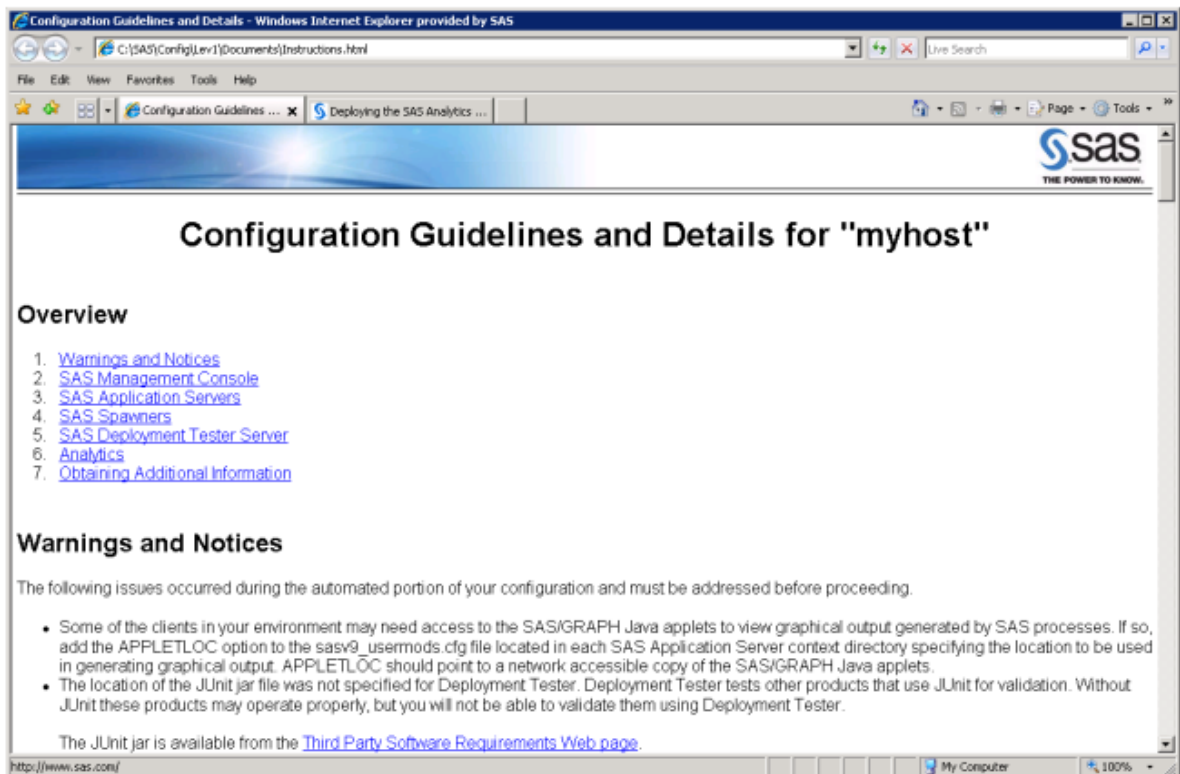 Configuration Guidelines and Details - Windows Internet Explorer provided by SAS
C:\SAS\Config\Lev1\Documents\Instructions.html
Live Search
File Edit View Favorites Tools Help
Configuration Guidelines ... Deploying the SAS Analytics ...
Page Tools
sas
THE POWER TO KNOW.
Configuration Guidelines and Details for "myhost"
Overview
1. Warnings and Notices
2. SAS Management Console
3. SAS Application Servers
4. SAS Spawners
5. SAS Deployment Tester Server
6. Analytics
7. Obtaining Additional Information
Warnings and Notices
The following issues occurred during the automated portion of your configuration and must be addressed before proceeding.
• Some of the clients in your environment may need access to the SAS/GRAPH Java applets to view graphical output generated by SAS processes. If so,
add the APPLETLOC option to the sasv9_usermods.cfg file located in each SAS Application Server context directory specifying the location to be used
in generating graphical output. APPLETLOC should point to a network accessible copy of the SAS/GRAPH Java applets.
• The location of the JUnit jar file was not specified for Deployment Tester. Deployment Tester tests other products that use JUnit for validation. Without
JUnit these products may operate properly, but you will not be able to validate them using Deployment Tester.
The JUnit jar is available from the Third Party Software Requirements Web page.
http://www.sas.com/
My Computer
100%